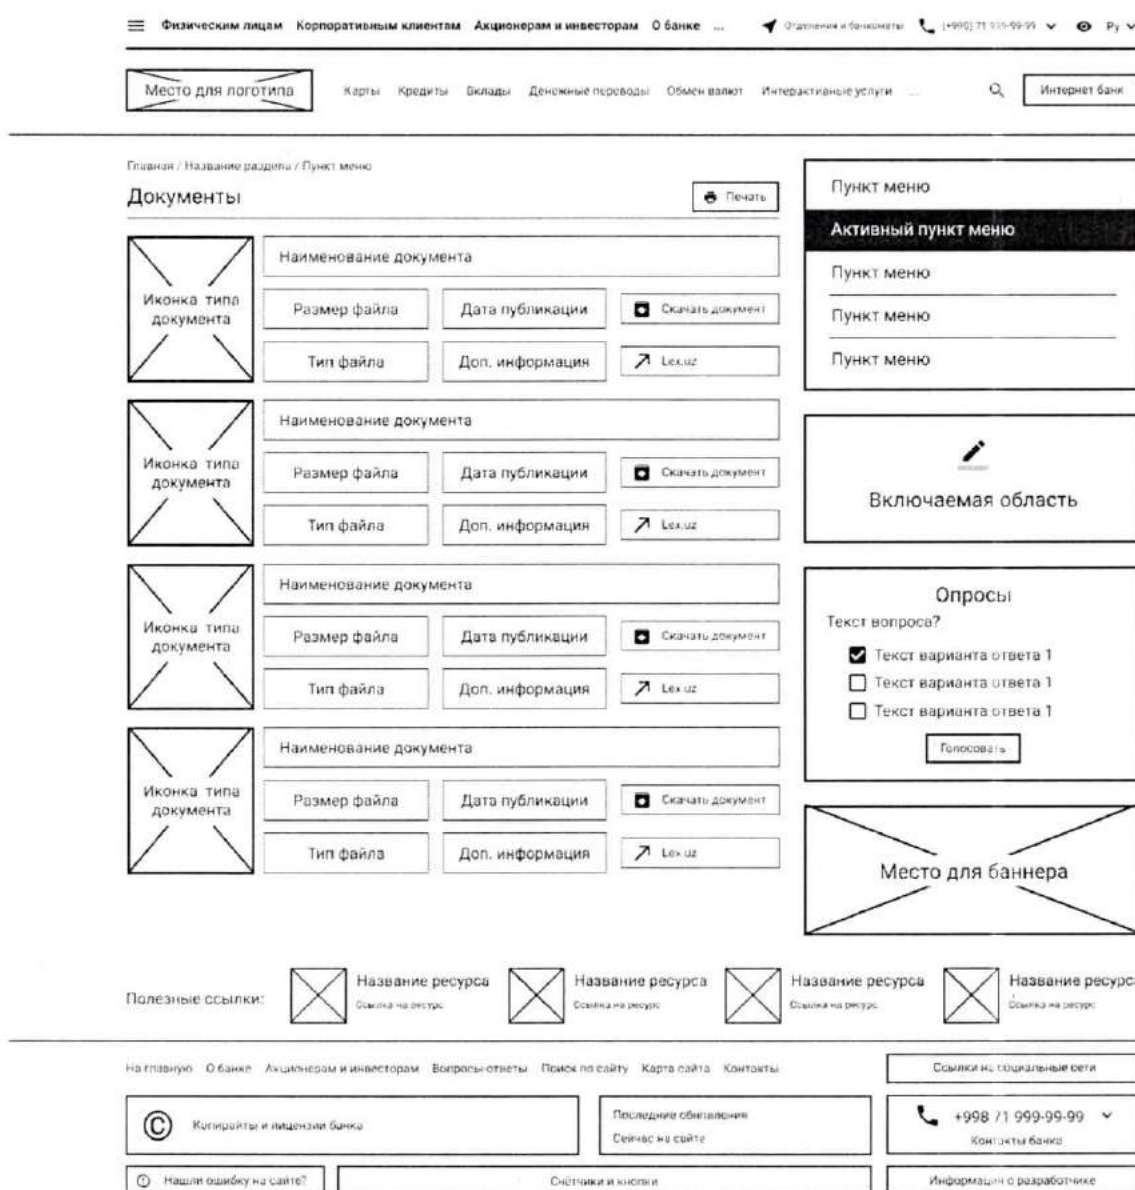 Физическим лицам Корпоративным клиентам Акционерам и инвесторам О банке ... Отделения и банкоматы (+990) 71 999-99-99 Ру
Место для логотипа Карты Кредиты Вклады Денежные переводы Обмен валют Интерактивные услуги ... Интернет банк
Главная / Название раздела / Пункт меню
Документы
Печать
Наименование документа
Иконка типа
документа
Размер файла Дата публикации Скачать документ
Тип файла Доп. информация Lex.uz
Наименование документа
Иконка типа
документа
Размер файла Дата публикации Скачать документ
Тип файла Доп. информация Lex.uz
Наименование документа
Иконка типа
документа
Размер файла Дата публикации Скачать документ
Тип файла Доп. информация Lex.uz
Наименование документа
Иконка типа
документа
Размер файла Дата публикации Скачать документ
Тип файла Доп. информация Lex.uz
Пункт меню
Активный пункт меню
Пункт меню
Пункт меню
Пункт меню
Включаемая область
Опросы
Текст вопроса?
Текст варианта ответа 1
Текст варианта ответа 1
Текст варианта ответа 1
Голосовать
Место для баннера
Полезные ссылки:
Название ресурса
Ссылка на ресурс
Название ресурса
Ссылка на ресурс
Название ресурса
Ссылка на ресурс
Название ресурса
Ссылка на ресурс
На главную О банке Акционерам и инвесторам Вопросы-ответы Поиск по сайту Карта сайта Контакты
Ссылки на социальные сети
© Копирайты и лицензии банка
Последние обновления
Сейчас на сайте
+998 71 999-99-99
Контакты банка
Нашли ошибку на сайте? Счётчики и кнопки Информация о разработчике